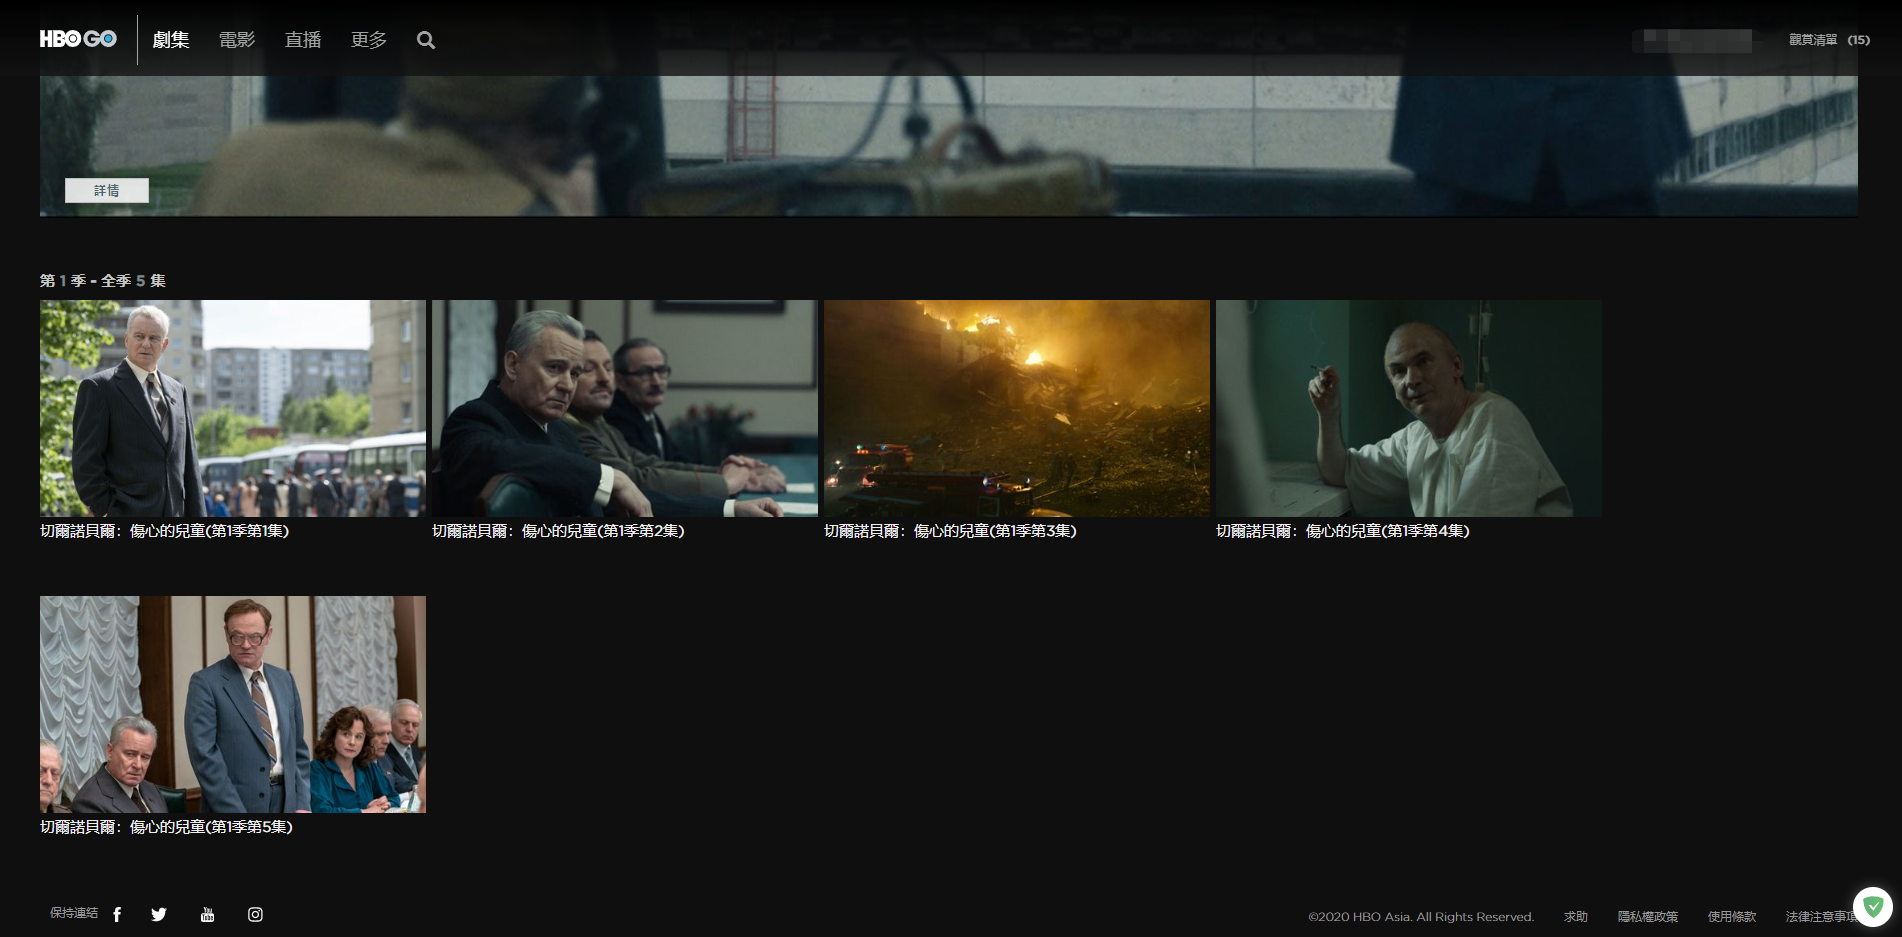 HBO GO 劇集 電影 直播 更多 觀賞清單 (15)
詳情
第 1 季 - 全季 5 集
切爾諾貝爾：傷心的兒童(第1季第1集)
切爾諾貝爾：傷心的兒童(第1季第2集)
切爾諾貝爾：傷心的兒童(第1季第3集)
切爾諾貝爾：傷心的兒童(第1季第4集)
切爾諾貝爾：傷心的兒童(第1季第5集)
保持連結
©2020 HBO Asia. All Rights Reserved. 求助 隱私權政策 使用條款 法律注意事項